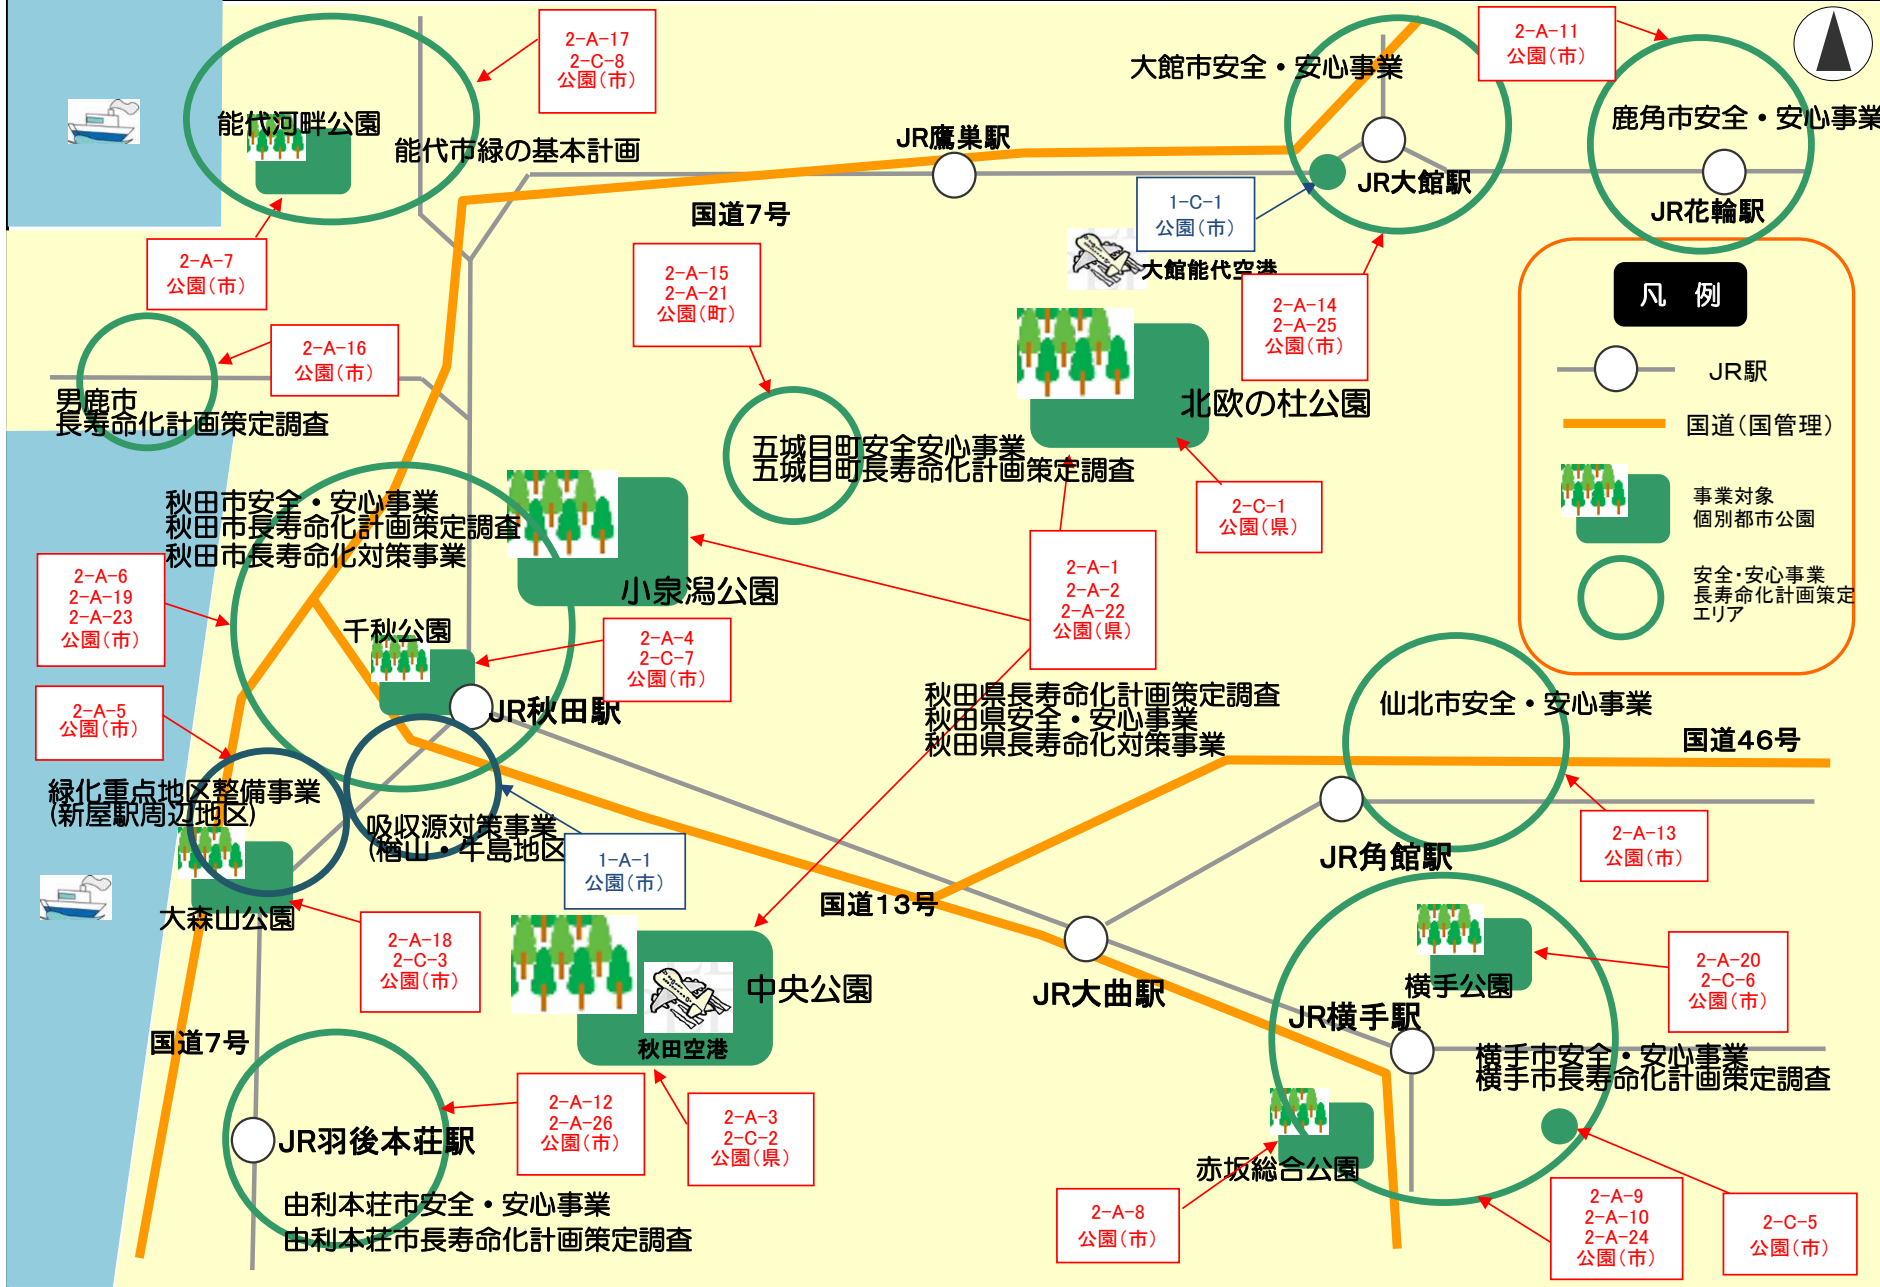 2-A-17
2-C-8
公園(市)
大館市安全・安心事業
2-A-11
公園(市)
能代河畔公園
能代市緑の基本計画
JR鷹巣駅
鹿角市安全・安心事業
JR大館駅
1-C-1
公園(市)
JR花輪駅
国道7号
2-A-7
公園(市)
2-A-15
2-A-21
公園(町)
大館能代空港
2-A-14
2-A-25
公園(市)
凡 例
JR駅
国道(国管理)
事業対象
個別都市公園
安全・安心事業
長寿命化計画策定
エリア
2-A-16
公園(市)
男鹿市
長寿命化計画策定調査
北欧の杜公園
五城目町安全安心事業
五城目町長寿命化計画策定調査
2-C-1
公園(県)
秋田市安全・安心事業
秋田市長寿命化計画策定調査
秋田市長寿命化対策事業
2-A-6
2-A-19
2-A-23
公園(市)
小泉潟公園
2-A-1
2-A-2
2-A-22
公園(県)
千秋公園
2-A-4
2-C-7
公園(市)
2-A-5
公園(市)
JR秋田駅
秋田県長寿命化計画策定調査
秋田県安全・安心事業
秋田県長寿命化対策事業
仙北市安全・安心事業
国道46号
緑化重点地区整備事業
(新屋駅周辺地区)
吸収源対策事業
(楢山・牛島地区
1-A-1
公園(市)
2-A-13
公園(市)
JR角館駅
国道13号
大森山公園
2-A-18
2-C-3
公園(市)
中央公園
秋田空港
JR大曲駅
横手公園
2-A-20
2-C-6
公園(市)
JR横手駅
国道7号
横手市安全・安心事業
横手市長寿命化計画策定調査
2-A-12
2-A-26
公園(市)
2-A-3
2-C-2
公園(県)
JR羽後本荘駅
赤坂総合公園
由利本荘市安全・安心事業
由利本荘市長寿命化計画策定調査
2-A-8
公園(市)
2-A-9
2-A-10
2-A-24
公園(市)
2-C-5
公園(市)